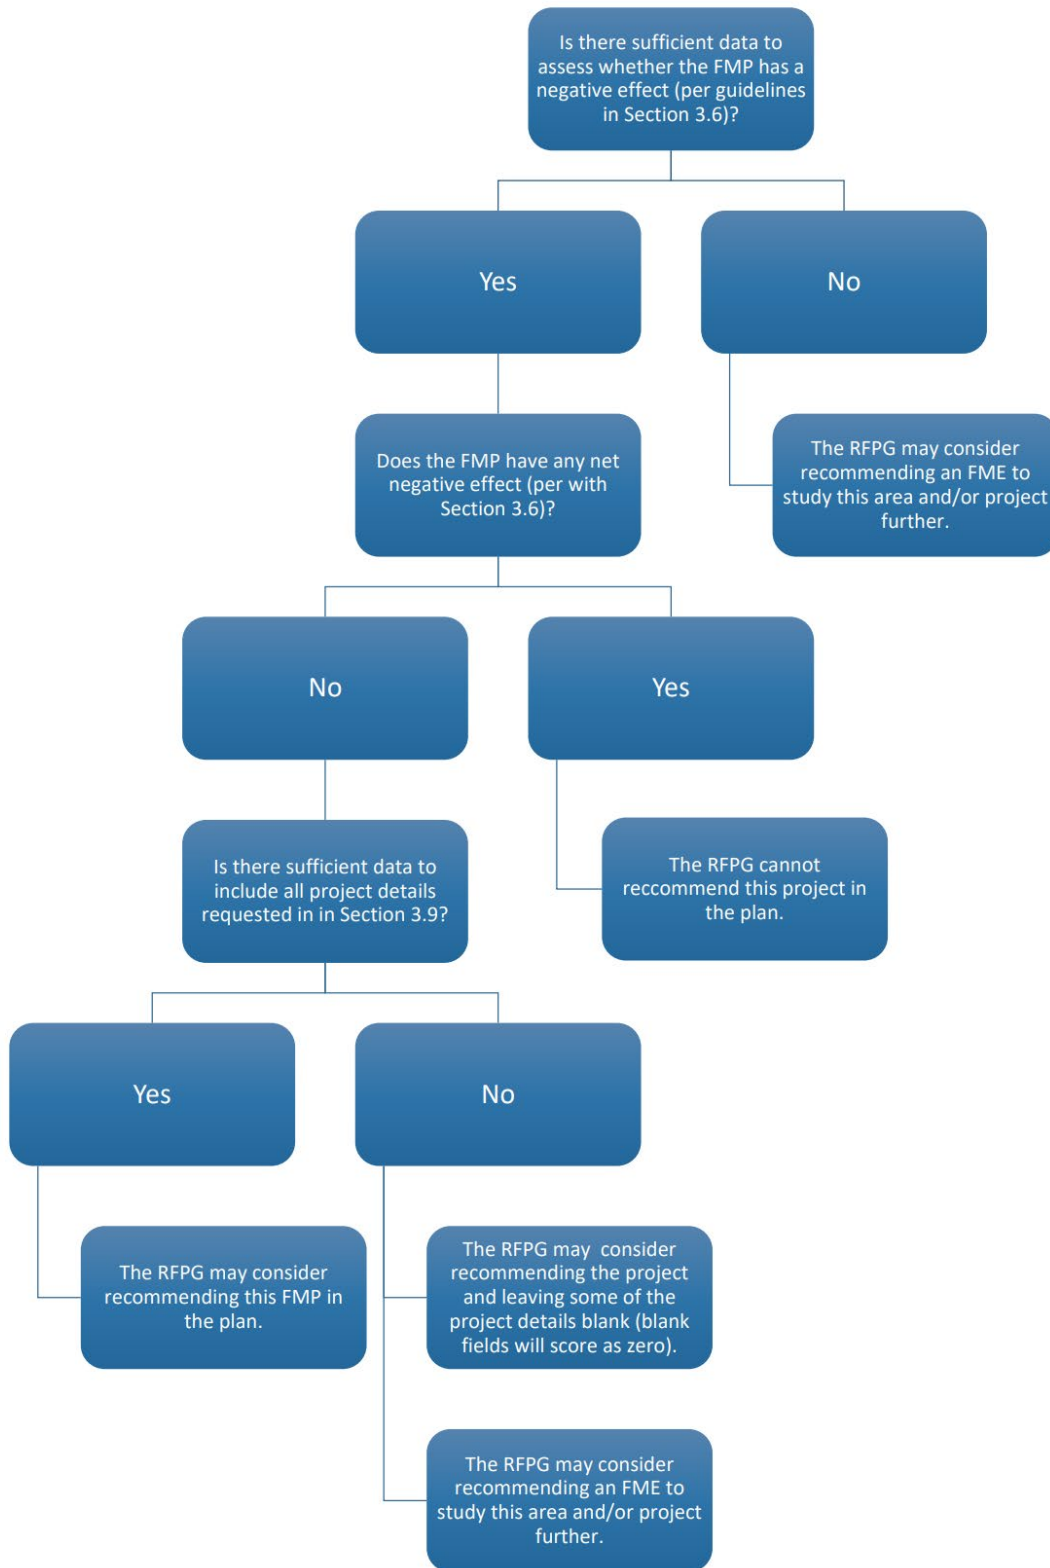 Is there sufficient data to
assess whether the FMP has a
negative effect (per guidelines
in Section 3.6)?
Yes
No
Does the FMP have any net
negative effect (per with
Section 3.6)?
The RFPG may consider
recommending an FME to
study this area and/or project
further.
No
Yes
Is there sufficient data to
include all project details
requested in in Section 3.9?
The RFPG cannot
reccommend this project in
the plan.
Yes
No
The RFPG may consider
recommending this FMP in
the plan.
The RFPG may  consider
recommending the project
and leaving some of the
project details blank (blank
fields will score as zero).
The RFPG may consider
recommending an FME to
study this area and/or project
further.